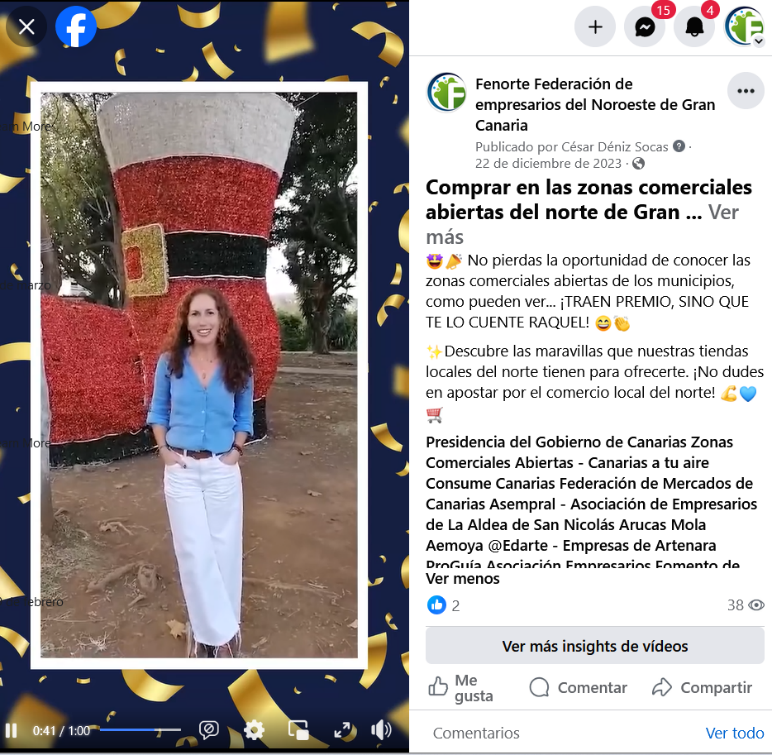 15
4
Fenorte Federación de
empresarios del Noroeste de Gran
Canaria
Publicado por César Déniz Socas ·
22 de diciembre de 2023 ·
Comprar en las zonas comerciales
abiertas del norte de Gran ... Ver
más
🤩🎉 No pierdas la oportunidad de conocer las
zonas comerciales abiertas de los municipios,
como pueden ver... ¡TRAEN PREMIO, SINO QUE
TE LO CUENTE RAQUEL! 😄👏
✨Descubre las maravillas que nuestras tiendas
locales del norte tienen para ofrecerte. ¡No dudes
en apostar por el comercio local del norte! 💪💙
🛒
Presidencia del Gobierno de Canarias Zonas
Comerciales Abiertas - Canarias a tu aire
Consume Canarias Federación de Mercados de
Canarias Asempral - Asociación de Empresarios
de La Aldea de San Nicolás Arucas Mola
Aemoya @Edarte - Empresas de Artenara
ProGuía Asociación Empresarios Fomento de
Ver menos
2
38
Ver más insights de vídeos
Me
gusta
Comentar
Compartir
Comentarios
Ver todo
More
arzo
More
ebrero
0:41 / 1:00